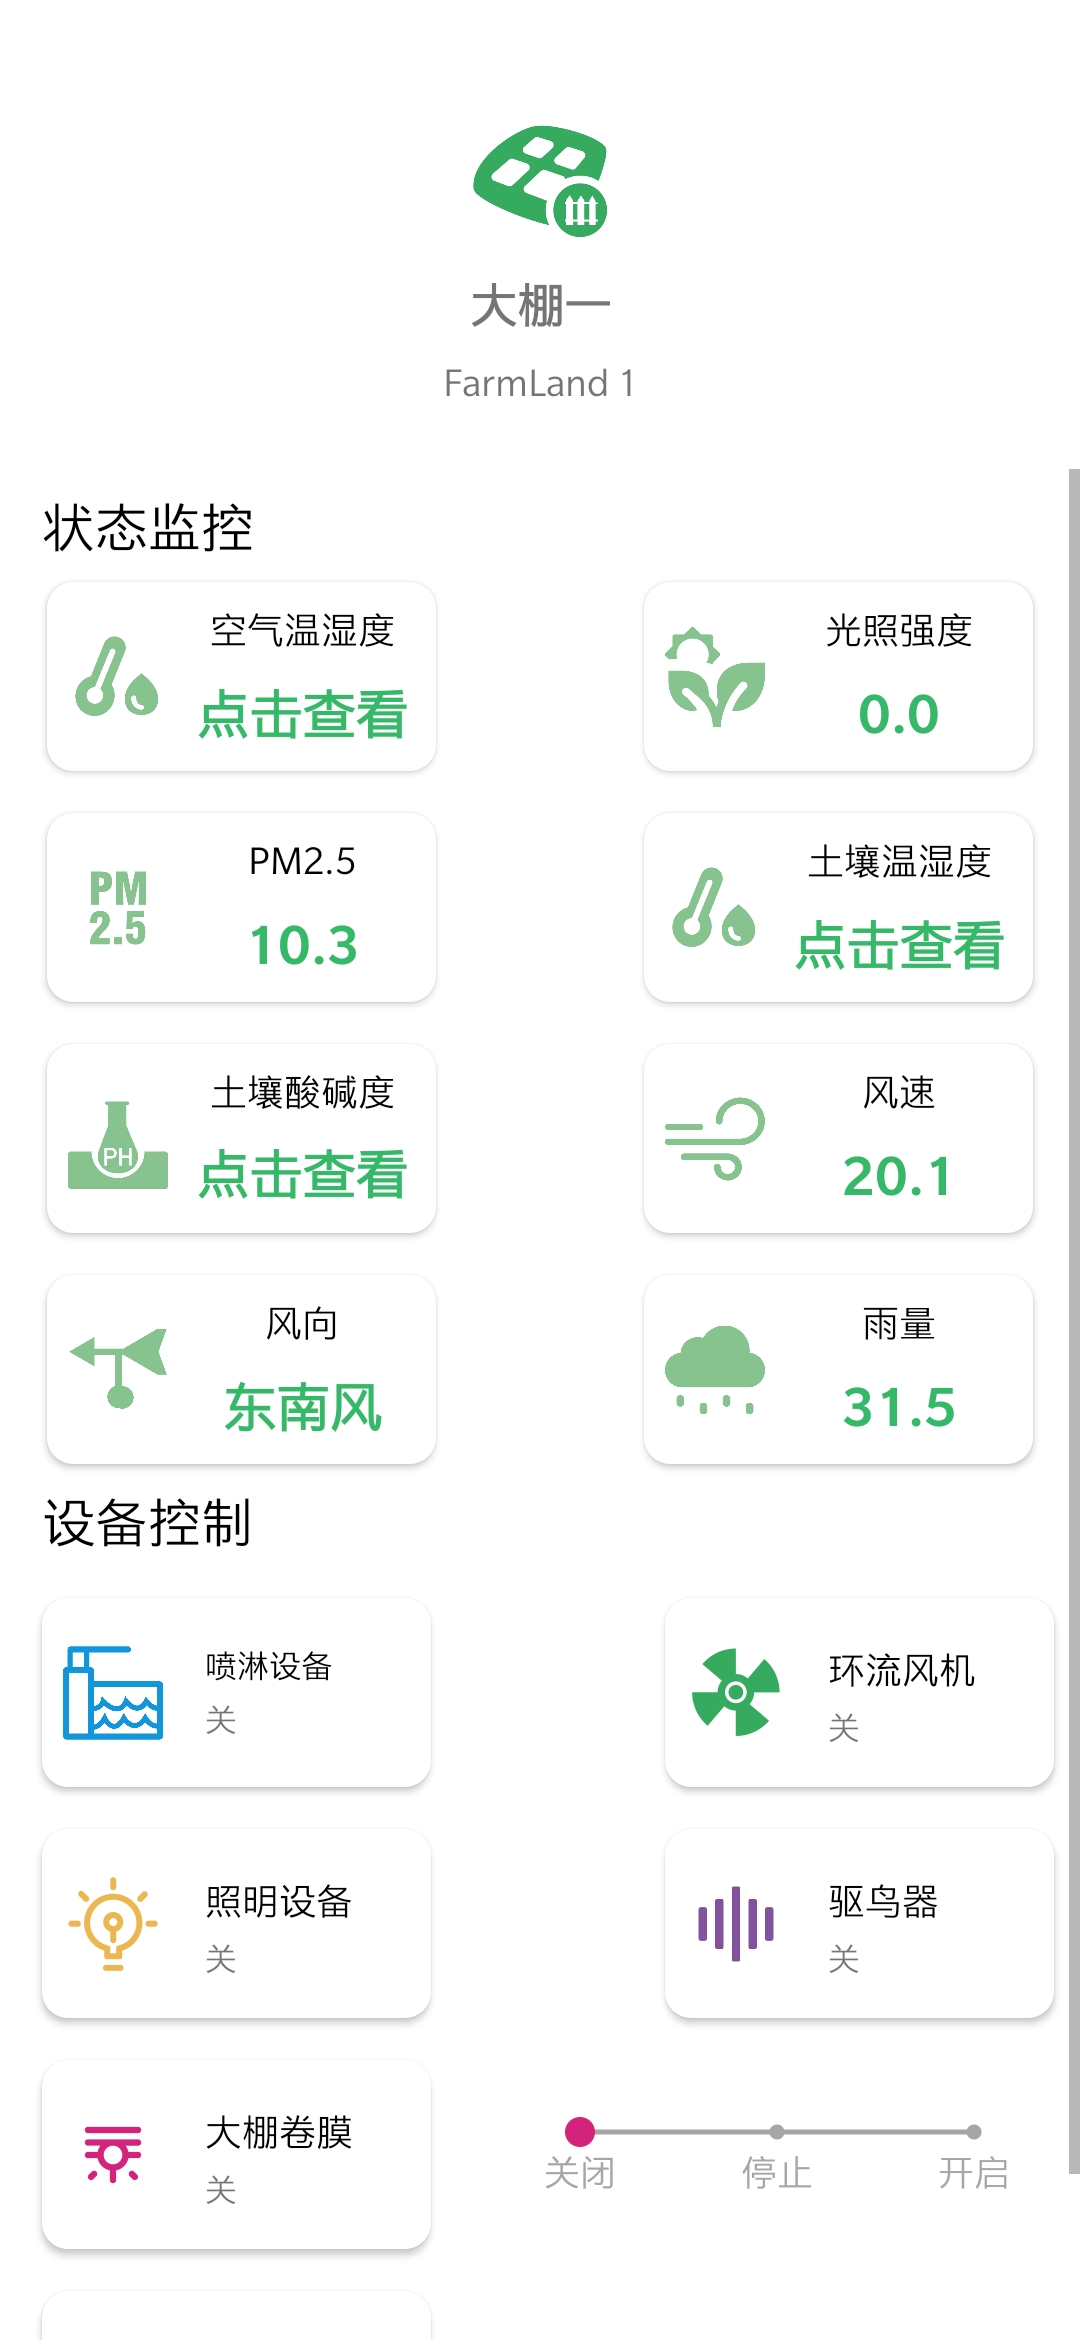 大棚一
FarmLand 1
状态监控
空气温湿度
点击查看
光照强度
0.0
PM
2.5
PM2.5
10.3
土壤温湿度
点击查看
PH
土壤酸碱度
点击查看
风速
20.1
风向
东南风
雨量
31.5
设备控制
喷淋设备
关
环流风机
关
照明设备
关
驱鸟器
关
大棚卷膜
关
关闭
停止
开启